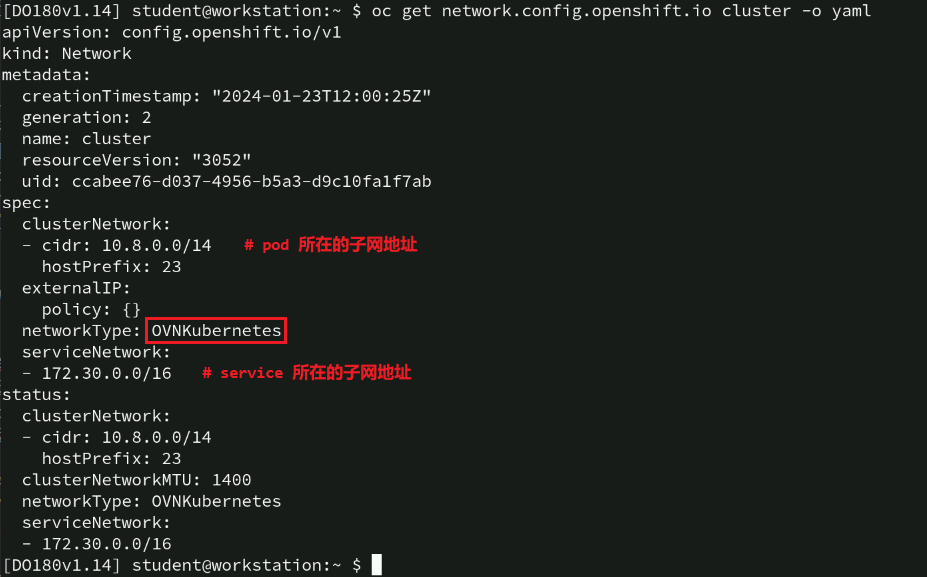 [DO180v1.14] student@workstation:~ $ oc get network.config.openshift.io cluster -o yaml
apiVersion: config.openshift.io/v1
kind: Network
metadata:
  creationTimestamp: "2024-01-23T12:00:25Z"
  generation: 2
  name: cluster
  resourceVersion: "3052"
  uid: ccabee76-d037-4956-b5a3-d9c10fa1f7ab
spec:
  clusterNetwork:
  - cidr: 10.8.0.0/14   # pod 所在的子网地址
    hostPrefix: 23
  externalIP:
    policy: {}
  networkType: OVNKubernetes
  serviceNetwork:
  - 172.30.0.0/16   # service 所在的子网地址
status:
  clusterNetwork:
  - cidr: 10.8.0.0/14
    hostPrefix: 23
  clusterNetworkMTU: 1400
  networkType: OVNKubernetes
  serviceNetwork:
  - 172.30.0.0/16
[DO180v1.14] student@workstation:~ $